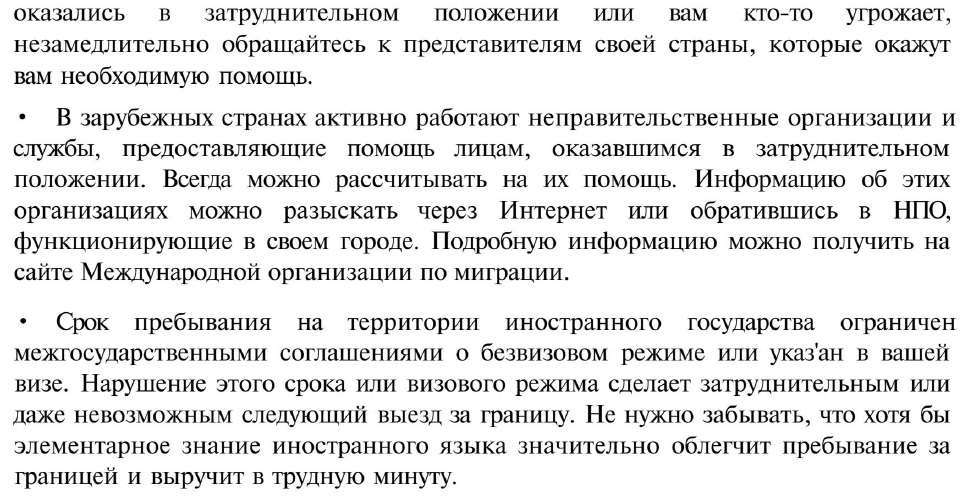 оказались в затруднительном положении или вам кто-то угрожает,
незамедлительно обращайтесь к представителям своей страны, которые окажут
вам необходимую помощь.
• В зарубежных странах активно работают неправительственные организации и
службы, предоставляющие помощь лицам, оказавшимся в затруднительном
положении. Всегда можно рассчитывать на их помощь. Информацию об этих
организациях можно разыскать через Интернет или обратившись в НПО,
функционирующие в своем городе. Подробную информацию можно получить на
сайте Международной организации по миграции.
• Срок пребывания на территории иностранного государства ограничен
межгосударственными соглашениями о безвизовом режиме или указ'ан в вашей
визе. Нарушение этого срока или визового режима сделает затруднительным или
даже невозможным следующий выезд за границу. Не нужно забывать, что хотя бы
элементарное знание иностранного языка значительно облегчит пребывание за
границей и выручит в трудную минуту.